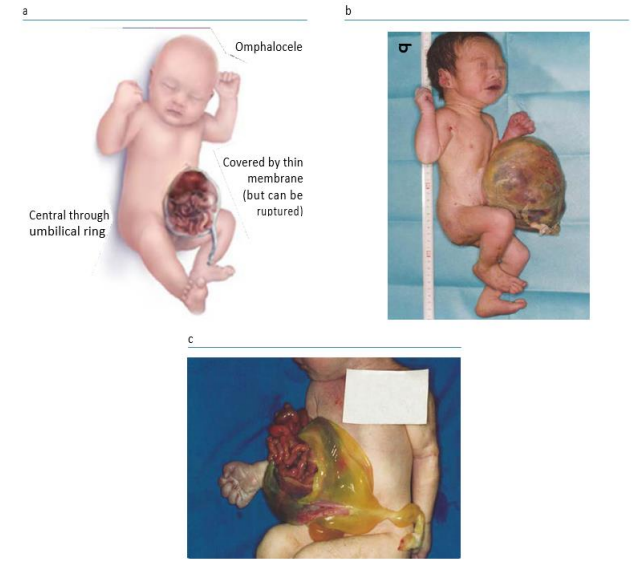 a
b
Omphalocele
Covered by thin
membrane
(but can be
ruptured)
Central through
umbilical ring
b
c